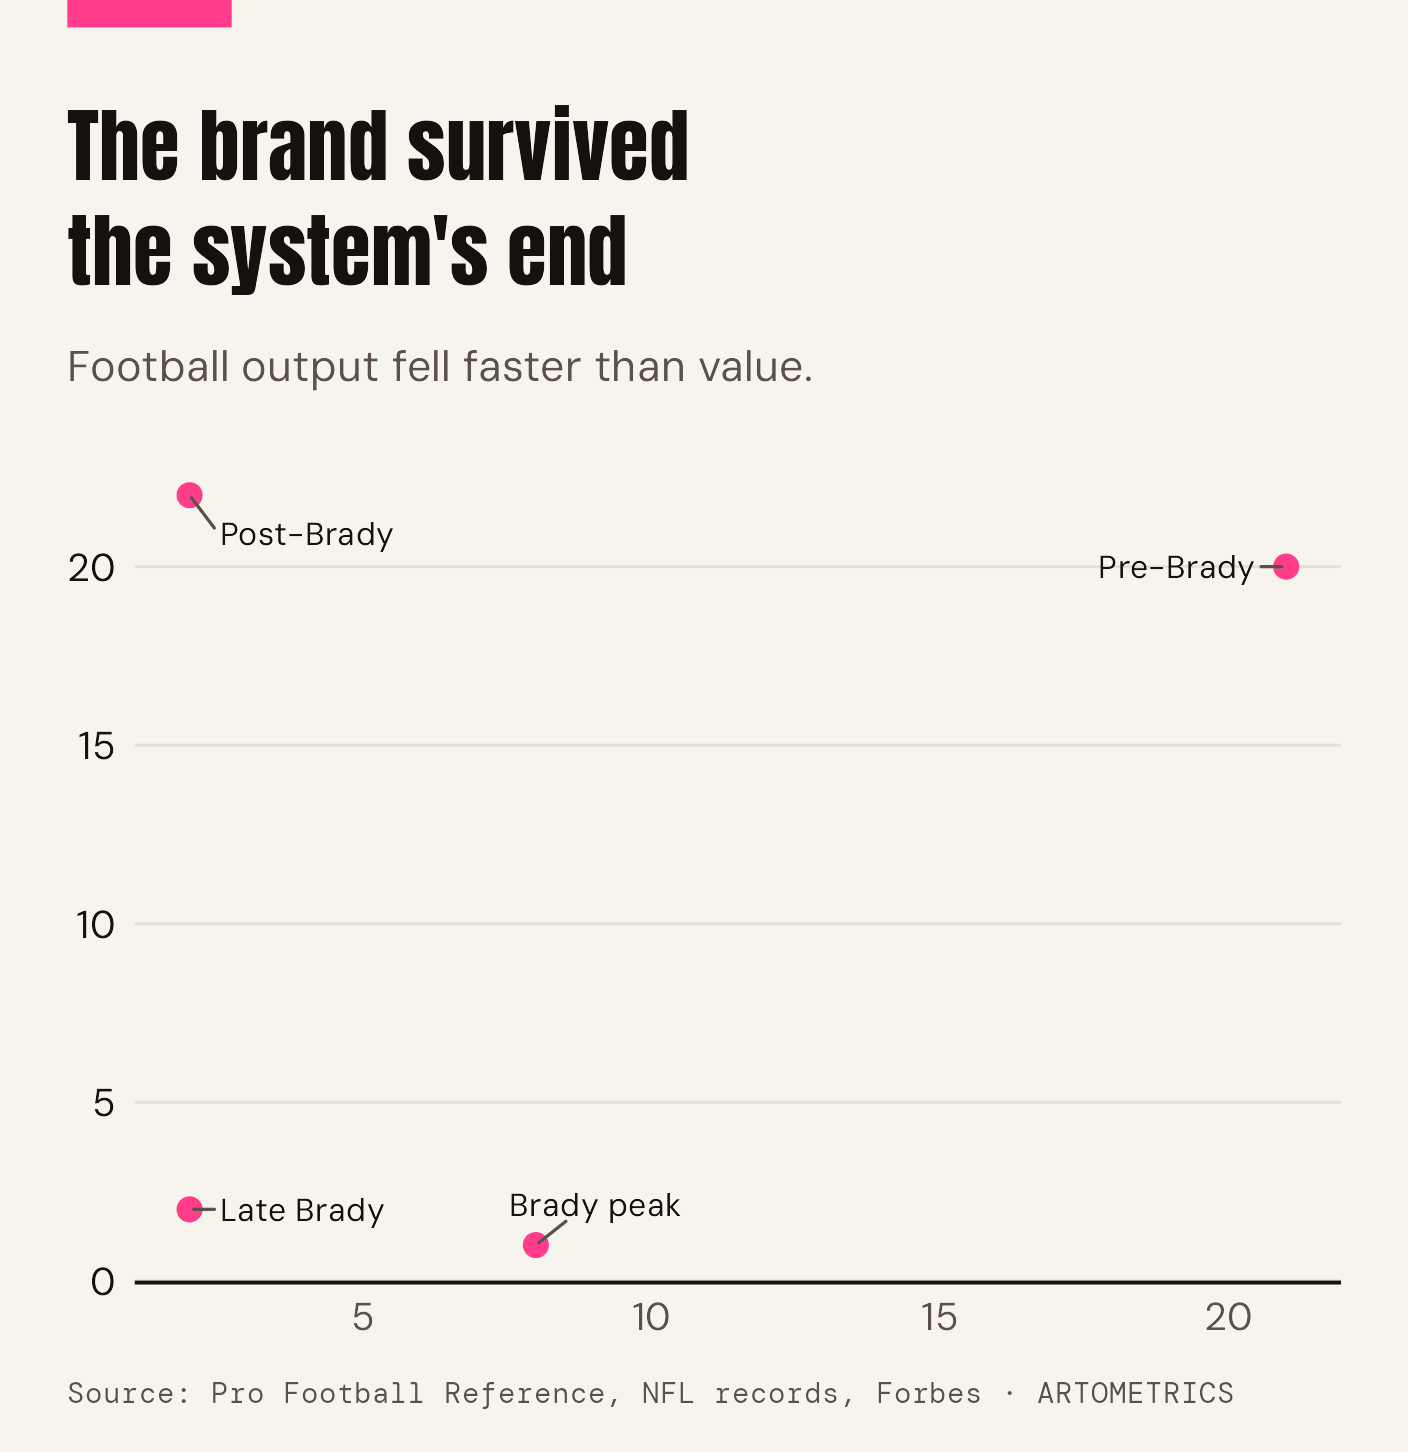 The brand survived
the system's end
Football output fell faster than value.
Post-Brady
20
Pre-Brady
15
10
5
Late Brady
Brady peak
0
5 10 15 20
Source: Pro Football Reference, NFL records, Forbes · ARTOMETRICS